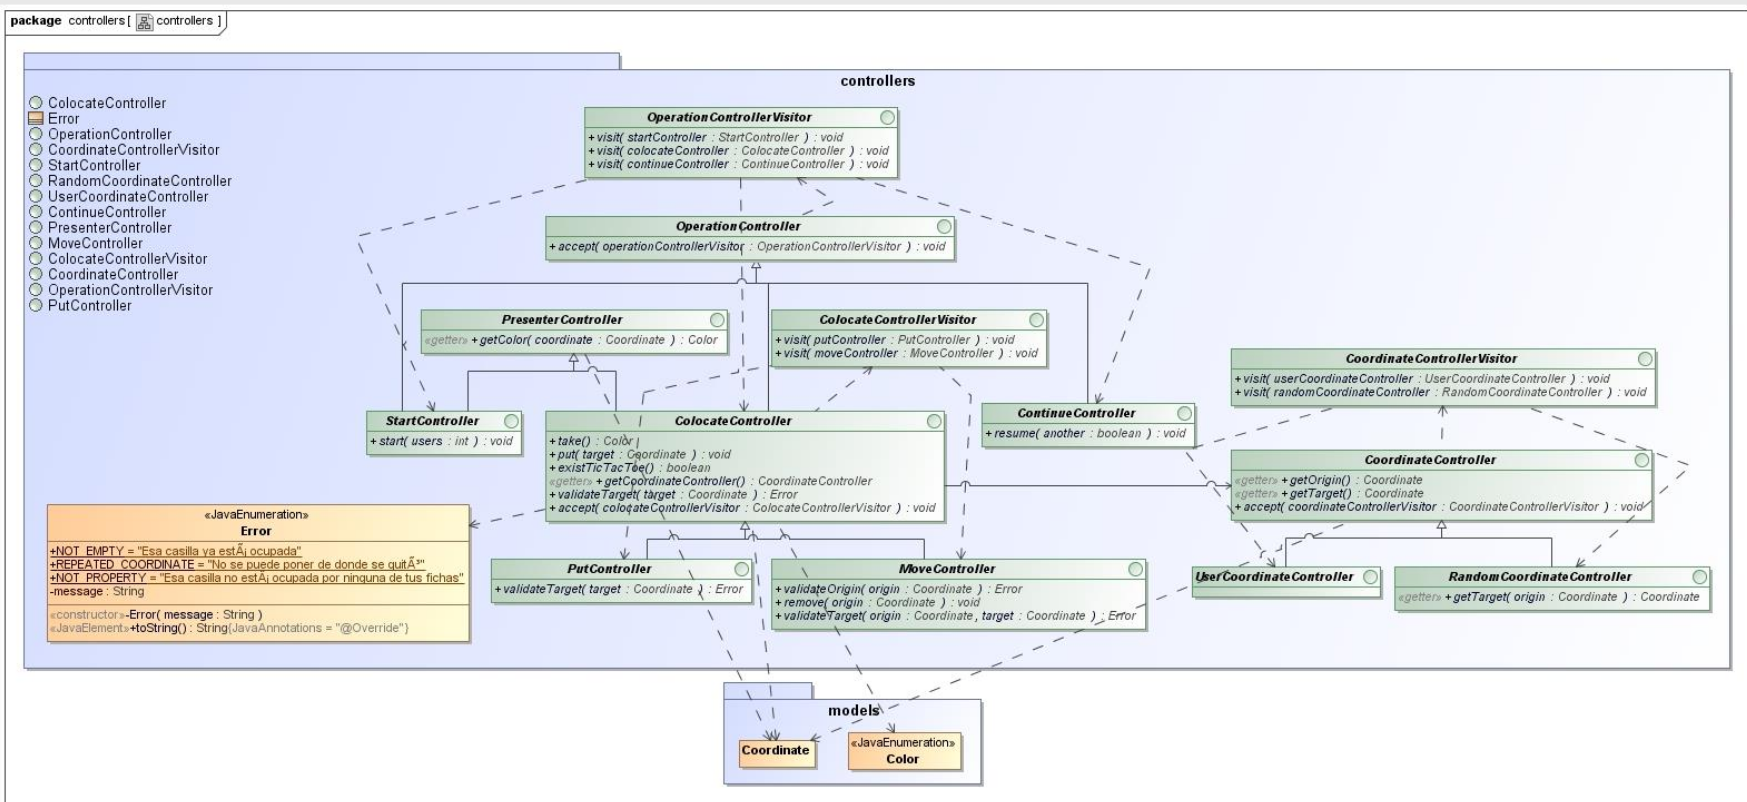 package controllers [ controllers ]
controllers
ColocateController
Error
OperationController
CoordinateControllerVisitor
StartController
RandomCoordinateController
UserCoordinateController
ContinueController
PresenterController
MoveController
ColocateControllerVisitor
CoordinateController
OperationControllerVisitor
PutController
OperationControllerVisitor
+visit( startController : StartController ) : void
+visit( colocateController : ColocateController ) : void
+visit( continueController : ContinueController ) : void
OperationController
+accept( operationControllerVisitor : OperationControllerVisitor ) : void
PresenterController
«getter» +getColor( coordinate : Coordinate ) : Color
ColocateControllerVisitor
+visit( putController : PutController ) : void
+visit( moveController : MoveController ) : void
CoordinateControllerVisitor
+visit( userCoordinateController : UserCoordinateController ) : void
+visit( randomCoordinateController : RandomCoordinateController ) : void
StartController
+start( users : int ) : void
ColocateController
+take() : Color
+put( target : Coordinate ) : void
+existTicTacToe() : boolean
«getter» +getCoordinateController() : CoordinateController
+validateTarget( target : Coordinate ) : Error
+accept( colocateControllerVisitor : ColocateControllerVisitor ) : void
ContinueController
+resume( another : boolean ) : void
CoordinateController
«getter» +getOrigin() : Coordinate
«getter» +getTarget() : Coordinate
+accept( coordinateControllerVisitor : CoordinateControllerVisitor ) : void
«JavaEnumeration»
Error
+NOT_EMPTY = "Esa casilla ya estÃ¡ ocupada"
+REPEATED_COORDINATE = "No se puede poner de donde se quitÃ³"
+NOT_PROPERTY = "Esa casilla no estÃ¡ ocupada por ninguna de tus fichas"
-message : String
«constructor»-Error( message : String )
«JavaElement»+toString() : String{JavaAnnotations = "@Override"}
PutController
+validateTarget( target : Coordinate ) : Error
MoveController
+validateOrigin( origin : Coordinate ) : Error
+remove( origin : Coordinate ) : void
+validateTarget( origin : Coordinate, target : Coordinate ) : Error
UserCoordinateController
RandomCoordinateController
«getter» +getTarget( origin : Coordinate ) : Coordinate
models
Coordinate
«JavaEnumeration»
Color